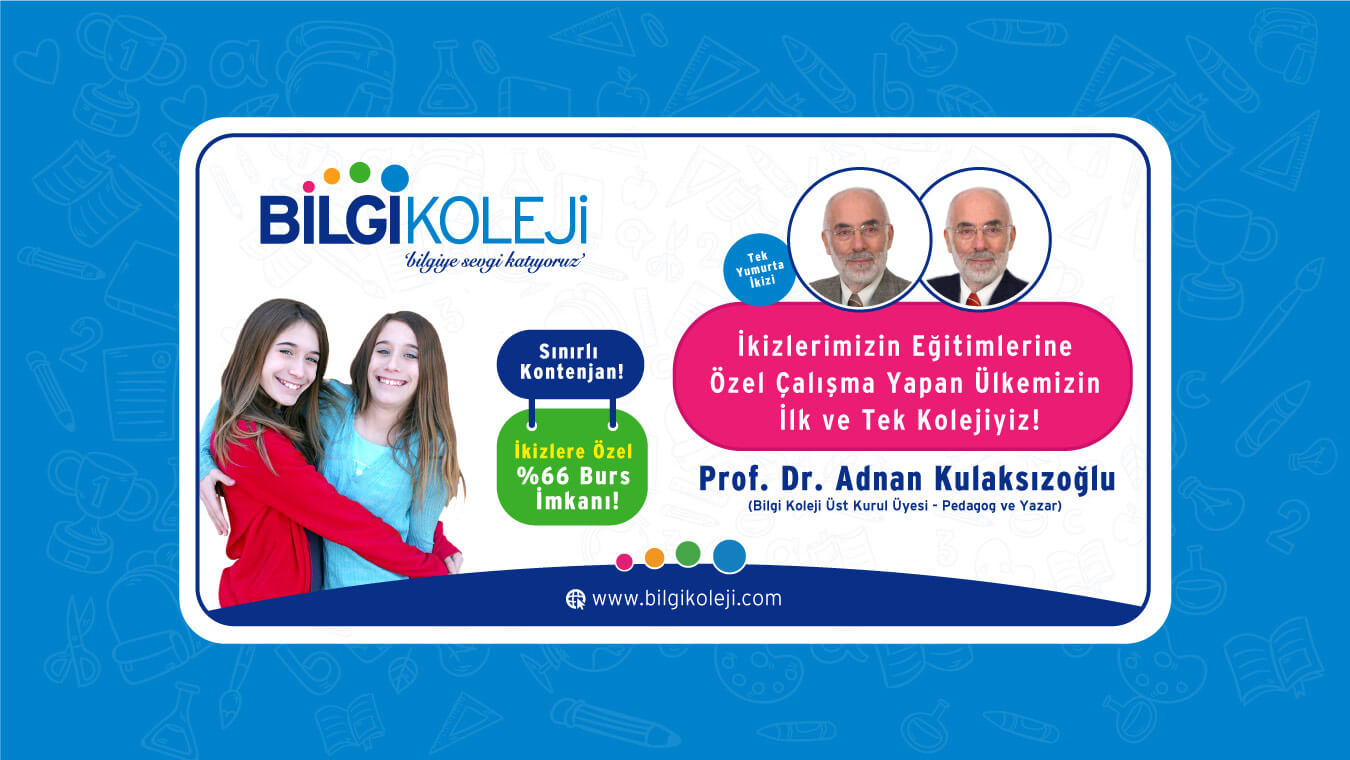 BİLGİKOLEJİ
‘bilgiye sevgi katıyoruz’
Tek
Yumurta
İkizi
İkizlerimizin Eğitimlerine
Özel Çalışma Yapan Ülkemizin
İlk ve Tek Kolejiyiz!
Sınırlı
Kontenjan!
İkizlere Özel
%66 Burs
İmkanı!
Prof. Dr. Adnan Kulaksızoğlu
(Bilgi Koleji Üst Kurul Üyesi - Pedagog ve Yazar)
www.bilgikoleji.com